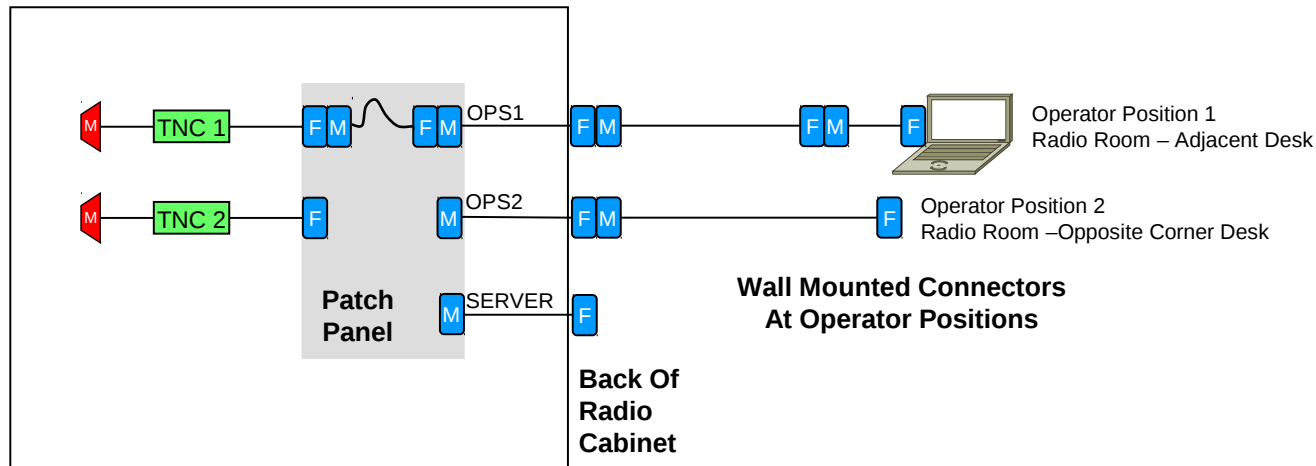 M TNC 1 F M F M OPS1 F M F M F Operator Position 1
Radio Room – Adjacent Desk
M TNC 2 F M OPS2 F M F Operator Position 2
Radio Room –Opposite Corner Desk
M SERVER F
Patch
Panel
Wall Mounted Connectors
At Operator Positions
Back Of
Radio
Cabinet